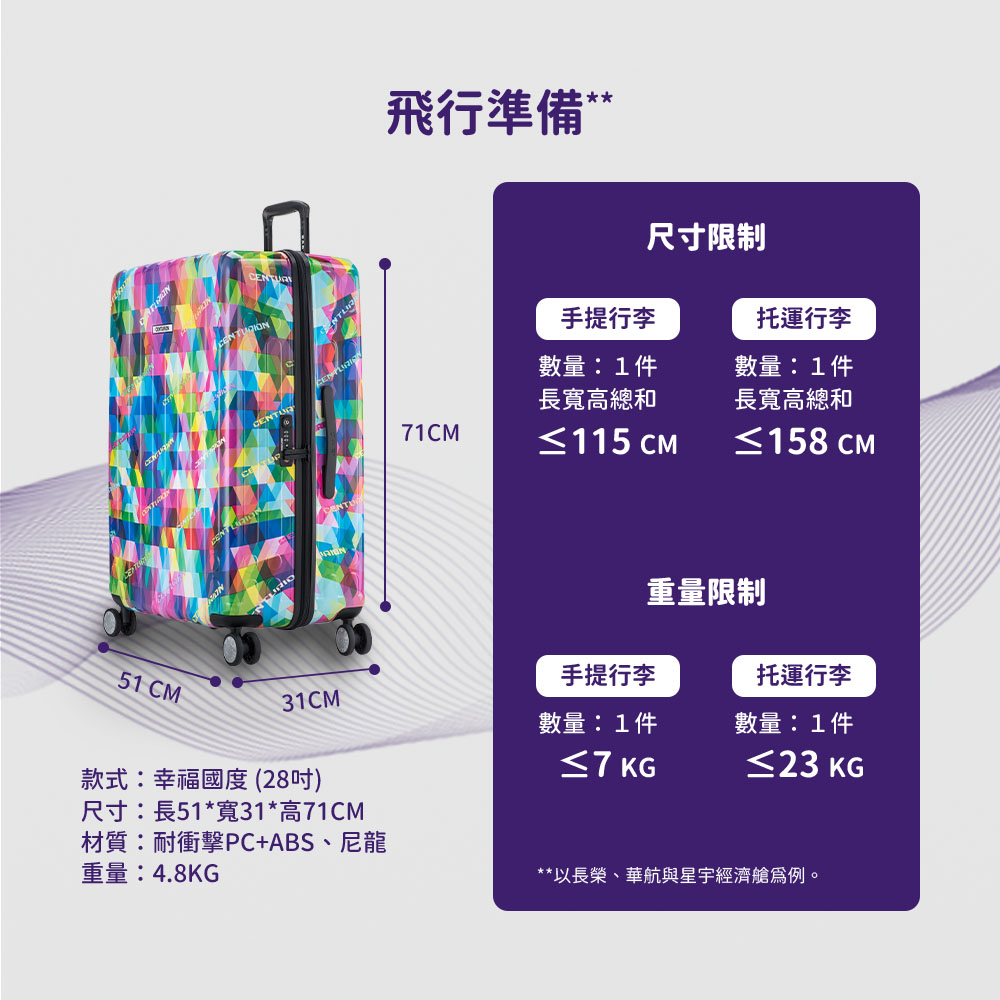 飛行準備**
尺寸限制
手提行李
數量：1件
長寬高總和
≤115 CM
托運行李
數量：1件
長寬高總和
≤158 CM
重量限制
手提行李
數量：1件
≤7 KG
托運行李
數量：1件
≤23 KG
**以長榮、華航與星宇經濟艙為例。
CENTURION
CENTURION
CENTURION
CENTURION
71CM
51 CM
31CM
款式：幸福國度 (28吋)
尺寸：長51*寬31*高71CM
材質：耐衝擊PC+ABS、尼龍
重量：4.8KG